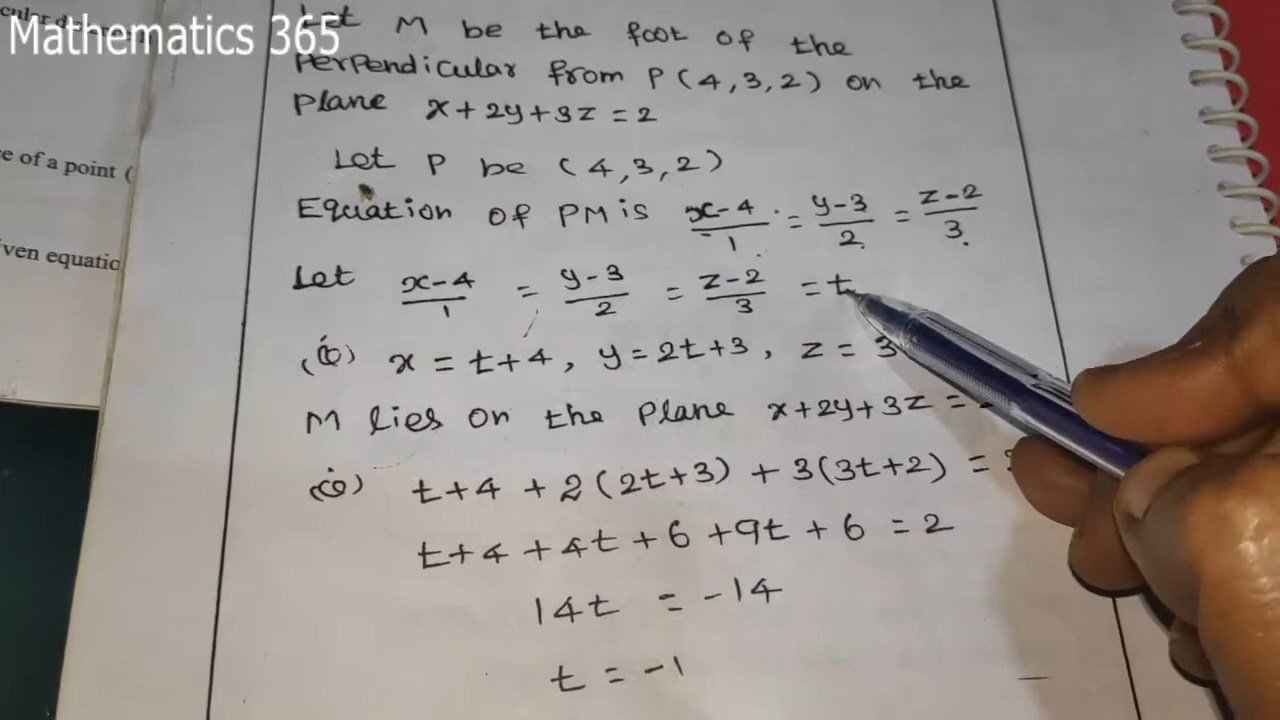 Mathematics 365
Let M be the foot of the
Perpendicular from P(4,3,2) on the
Plane x+2y+3z=2
e of a point (
Let P be (4,3,2)
Equation of PM is x-4/1 = y-3/2 = z-2/3
ven equatio
Let x-4/1 = y-3/2 = z-2/3 = t
(i) x = t+4, y = 2t+3, z = 3
M lies on the Plane x+2y+3z =
(i) t+4 + 2(2t+3) + 3(3t+2) =
t+4+4t+6+9t+6 = 2
14t = -14
t = -1